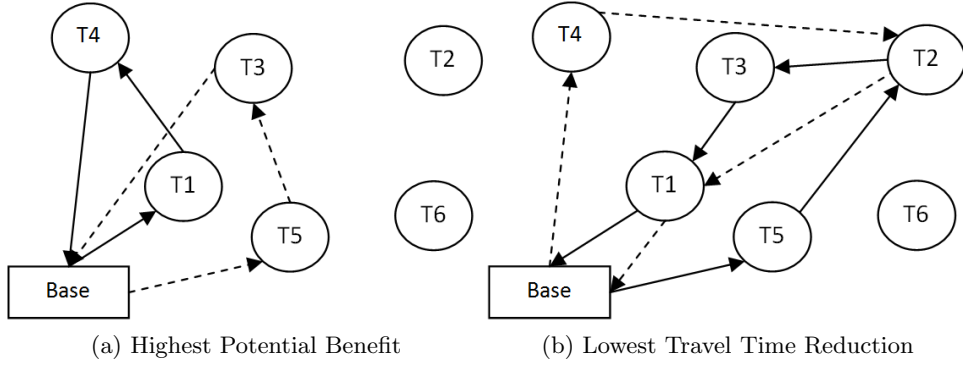 T4
T3
T2
T1
T6
T5
Base
(a) Highest Potential Benefit
T4
T3
T2
T1
T6
T5
Base
(b) Lowest Travel Time Reduction